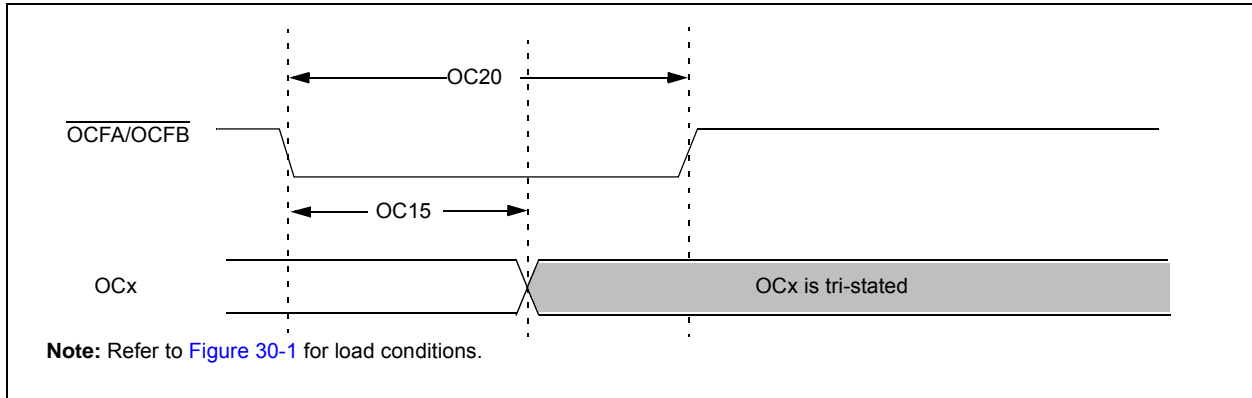 OC20
OCFA/OCFB
OC15
OCx
OCx is tri-stated
Note: Refer to Figure 30-1 for load conditions.